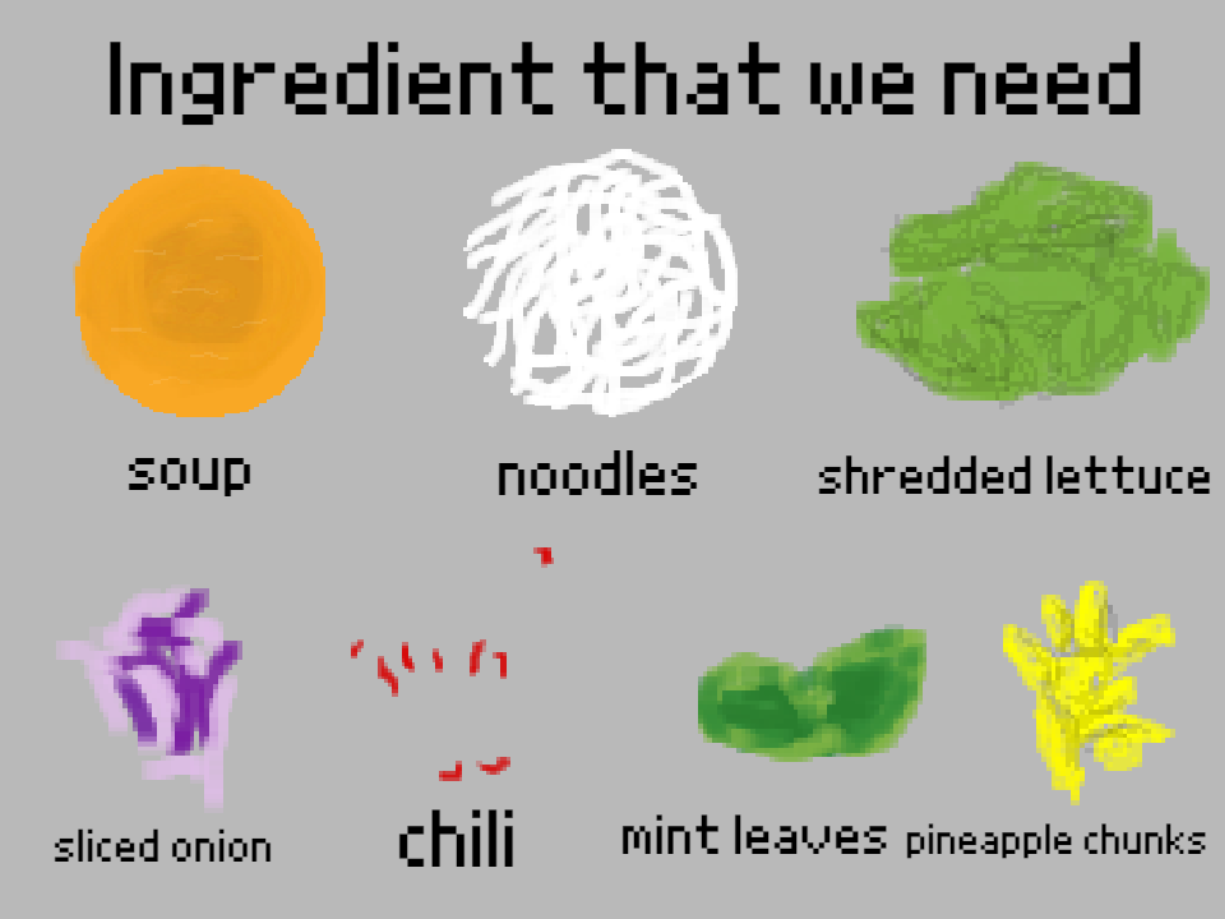 Ingredient that we need
soup
noodles
shredded lettuce
sliced onion
chili
mint leaves
pineapple chunks